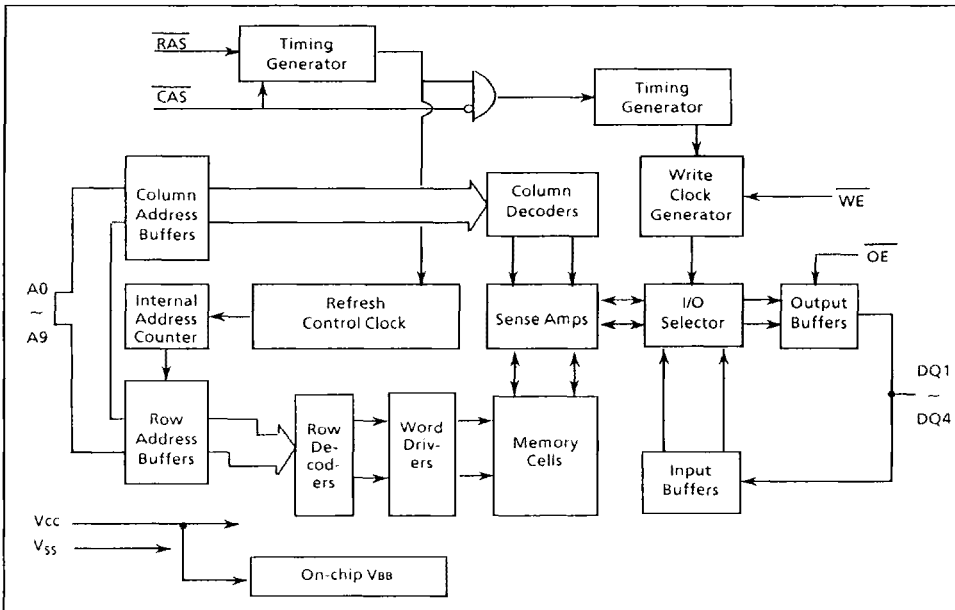 RAS
Timing
Generator
CAS
Timing
Generator
Column
Address
Buffers
Column
Decoders
Write
Clock
Generator
WE
OE
A0
~
A9
Internal
Address
Counter
Refresh
Control Clock
Sense Amps
I/O
Selector
Output
Buffers
DQ1
~
DQ4
Row
Address
Buffers
Row
De-
cod-
ers
Word
Driv-
ers
Memory
Cells
Input
Buffers
Vcc
Vss
On-chip VBB